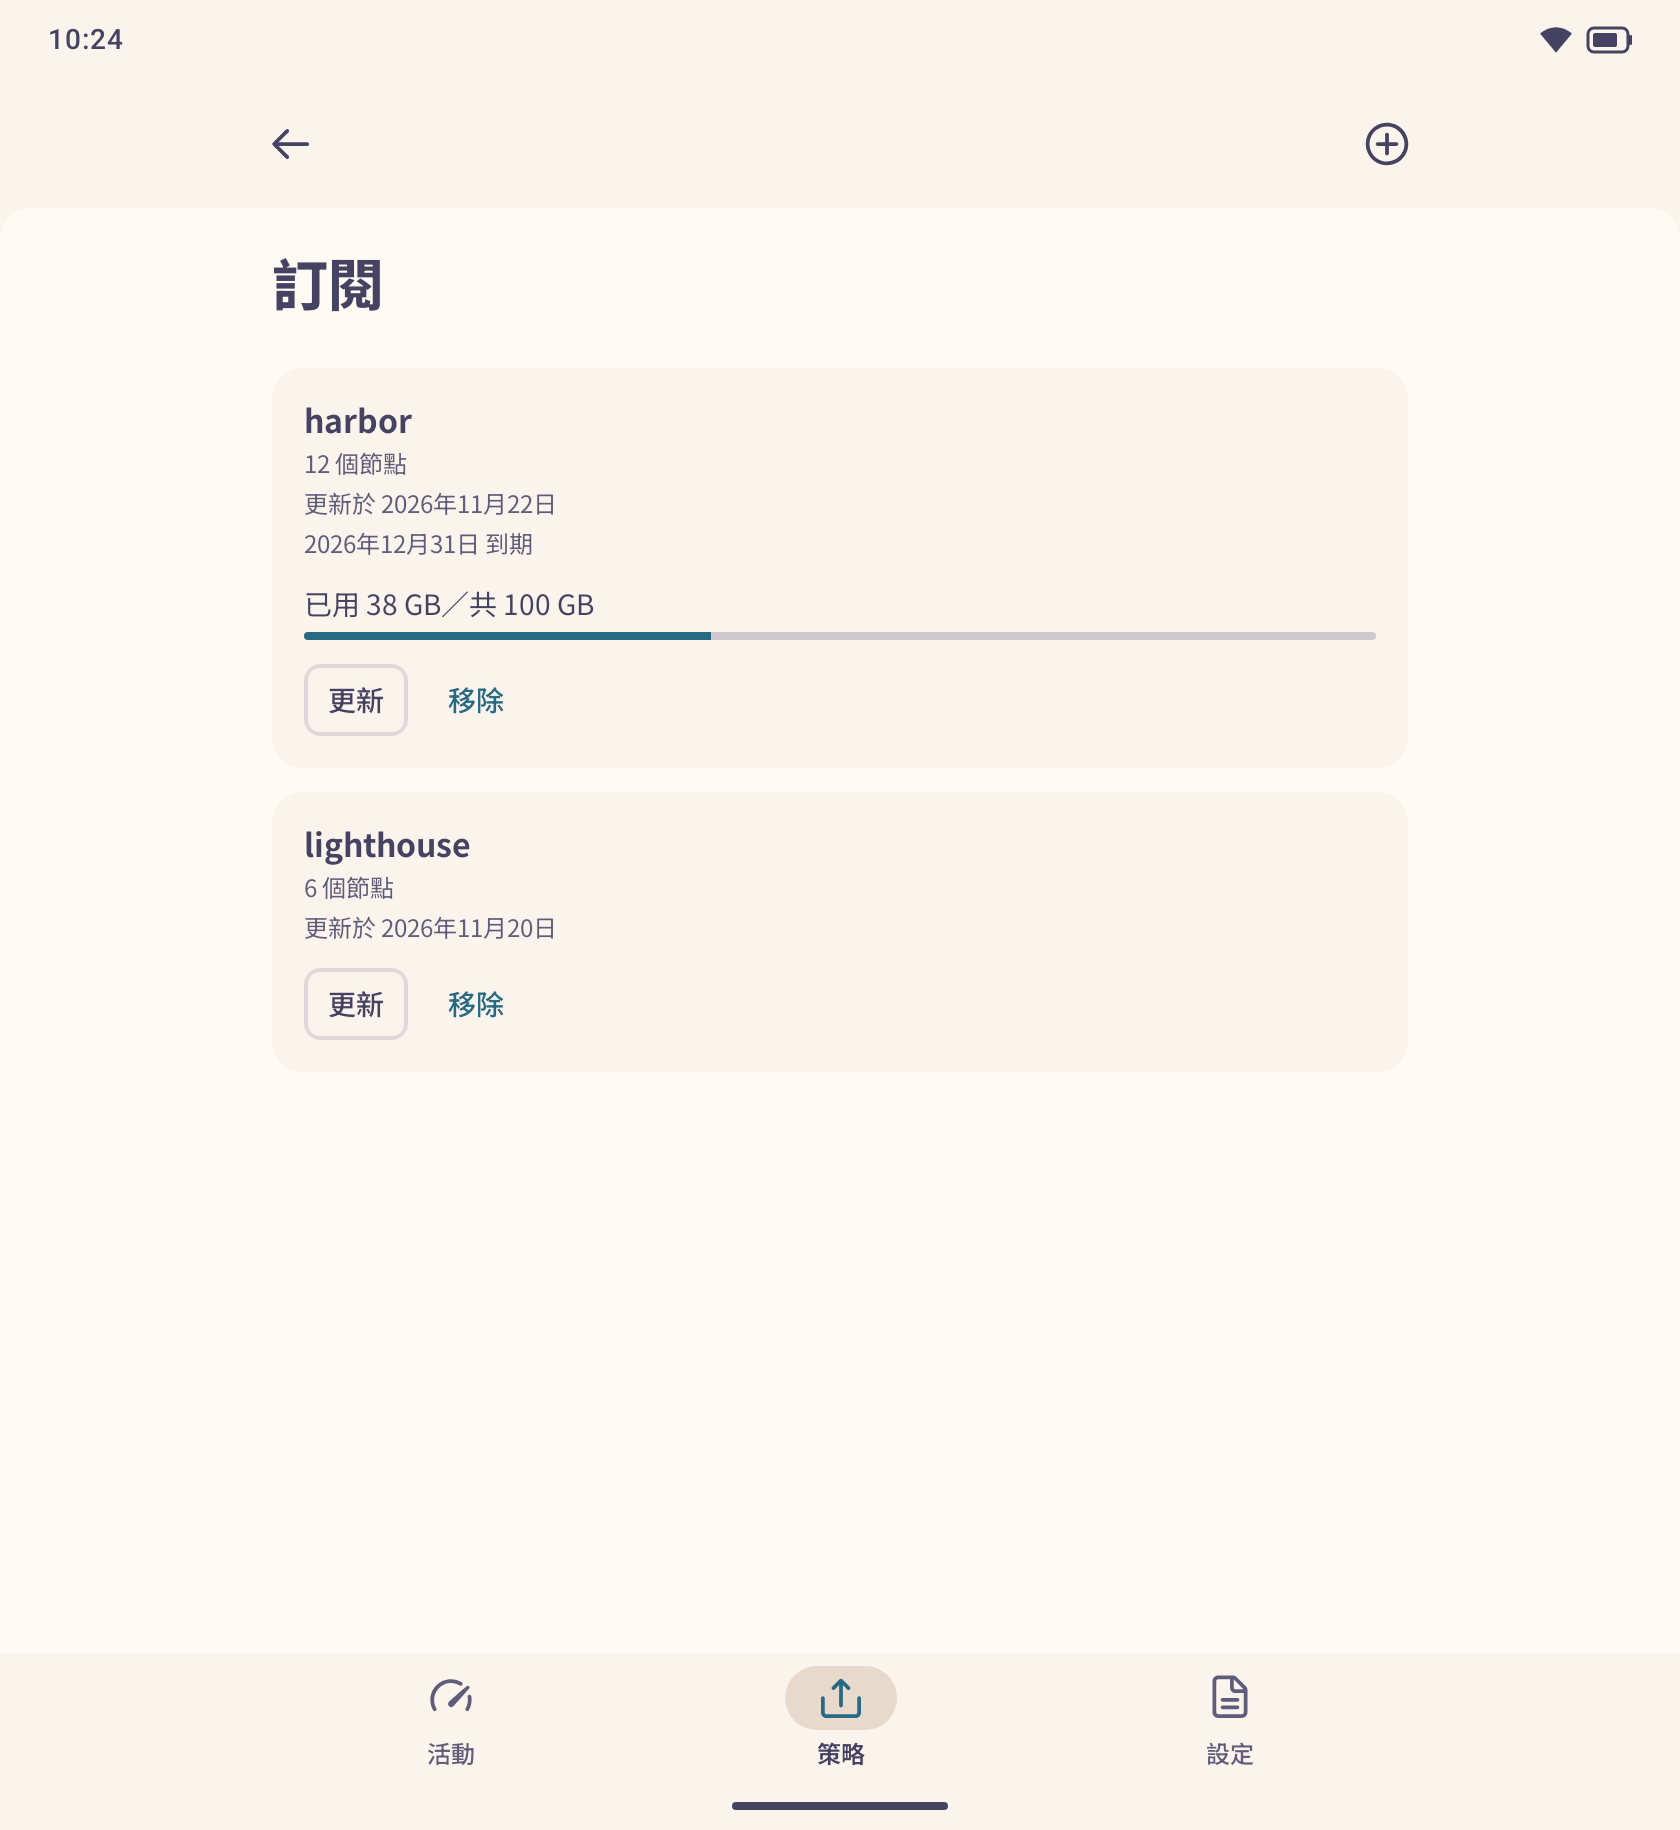 10:24
訂閱
harbor
12 個節點
更新於 2026年11月22日
2026年12月31日 到期
已用 38 GB／共 100 GB
更新
移除
lighthouse
6 個節點
更新於 2026年11月20日
更新
移除
活動
策略
設定